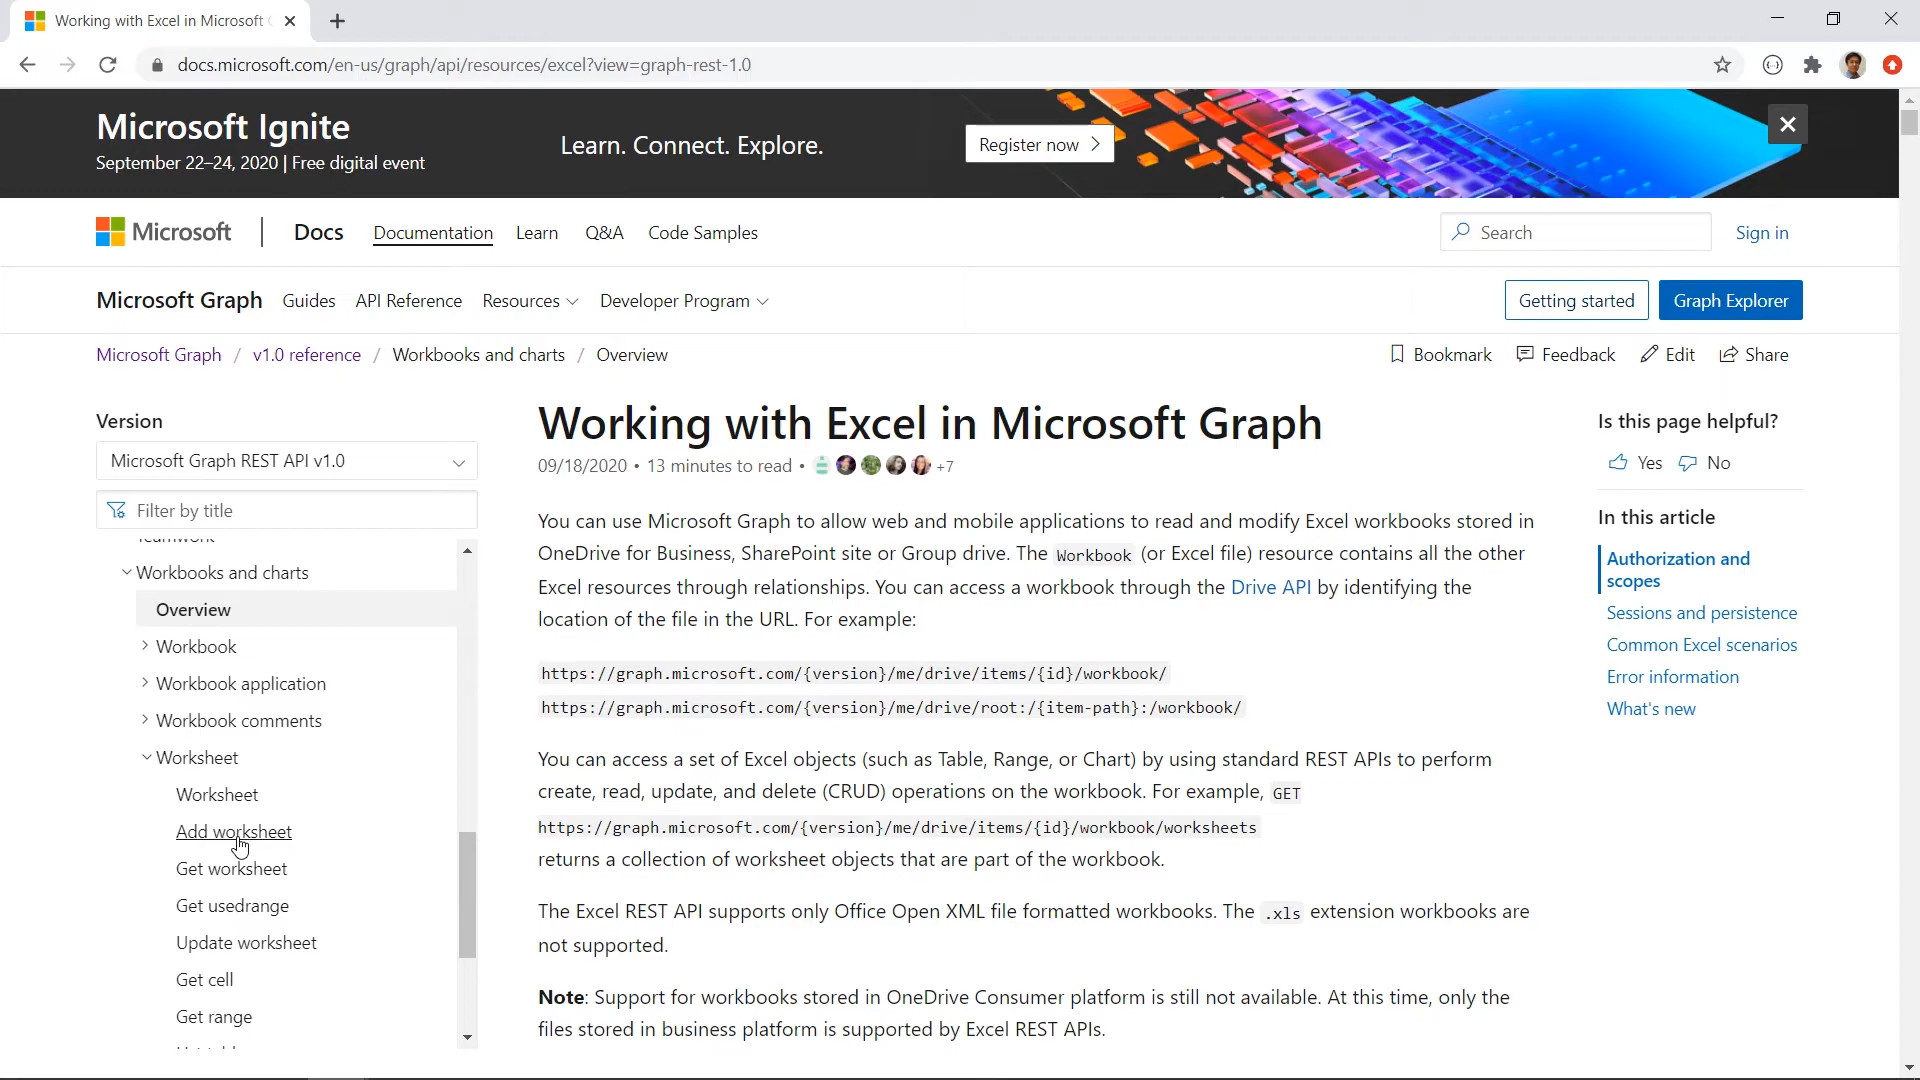 Working with Excel in Microsoft
docs.microsoft.com/en-us/graph/api/resources/excel?view=graph-rest-1.0
Microsoft Ignite
September 22–24, 2020 | Free digital event
Learn. Connect. Explore.
Register now
Microsoft
Docs
Documentation
Learn
Q&A
Code Samples
Search
Sign in
Microsoft Graph
Guides
API Reference
Resources
Developer Program
Getting started
Graph Explorer
Microsoft Graph / v1.0 reference / Workbooks and charts / Overview
Bookmark
Feedback
Edit
Share
Version
Microsoft Graph REST API v1.0
Filter by title
Teamwork
Workbooks and charts
Overview
Workbook
Workbook application
Workbook comments
Worksheet
Worksheet
Add worksheet
Get worksheet
Get usedrange
Update worksheet
Get cell
Get range
Working with Excel in Microsoft Graph
09/18/2020 • 13 minutes to read • +7
You can use Microsoft Graph to allow web and mobile applications to read and modify Excel workbooks stored in
OneDrive for Business, SharePoint site or Group drive. The Workbook (or Excel file) resource contains all the other
Excel resources through relationships. You can access a workbook through the Drive API by identifying the
location of the file in the URL. For example:
https://graph.microsoft.com/{version}/me/drive/items/{id}/workbook/
https://graph.microsoft.com/{version}/me/drive/root:/{item-path}:/workbook/
You can access a set of Excel objects (such as Table, Range, or Chart) by using standard REST APIs to perform
create, read, update, and delete (CRUD) operations on the workbook. For example, GET
https://graph.microsoft.com/{version}/me/drive/items/{id}/workbook/worksheets
returns a collection of worksheet objects that are part of the workbook.
The Excel REST API supports only Office Open XML file formatted workbooks. The .xls extension workbooks are
not supported.
Note: Support for workbooks stored in OneDrive Consumer platform is still not available. At this time, only the
files stored in business platform is supported by Excel REST APIs.
Is this page helpful?
Yes
No
In this article
Authorization and
scopes
Sessions and persistence
Common Excel scenarios
Error information
What's new